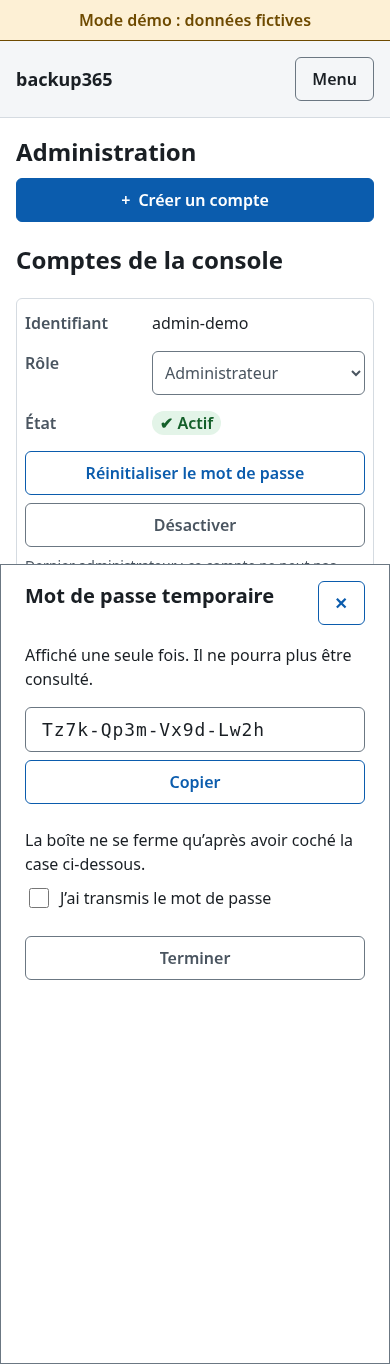 Mode démo : données fictives
backup365
Menu
Administration
+ Créer un compte
Comptes de la console
Identifiant admin-demo
Rôle Administrateur
État ✔ Actif
Réinitialiser le mot de passe
Désactiver
Mot de passe temporaire
×
Affiché une seule fois. Il ne pourra plus être
consulté.
Tz7k-Qp3m-Vx9d-Lw2h
Copier
La boîte ne se ferme qu’après avoir coché la
case ci-dessous.
J’ai transmis le mot de passe
Terminer